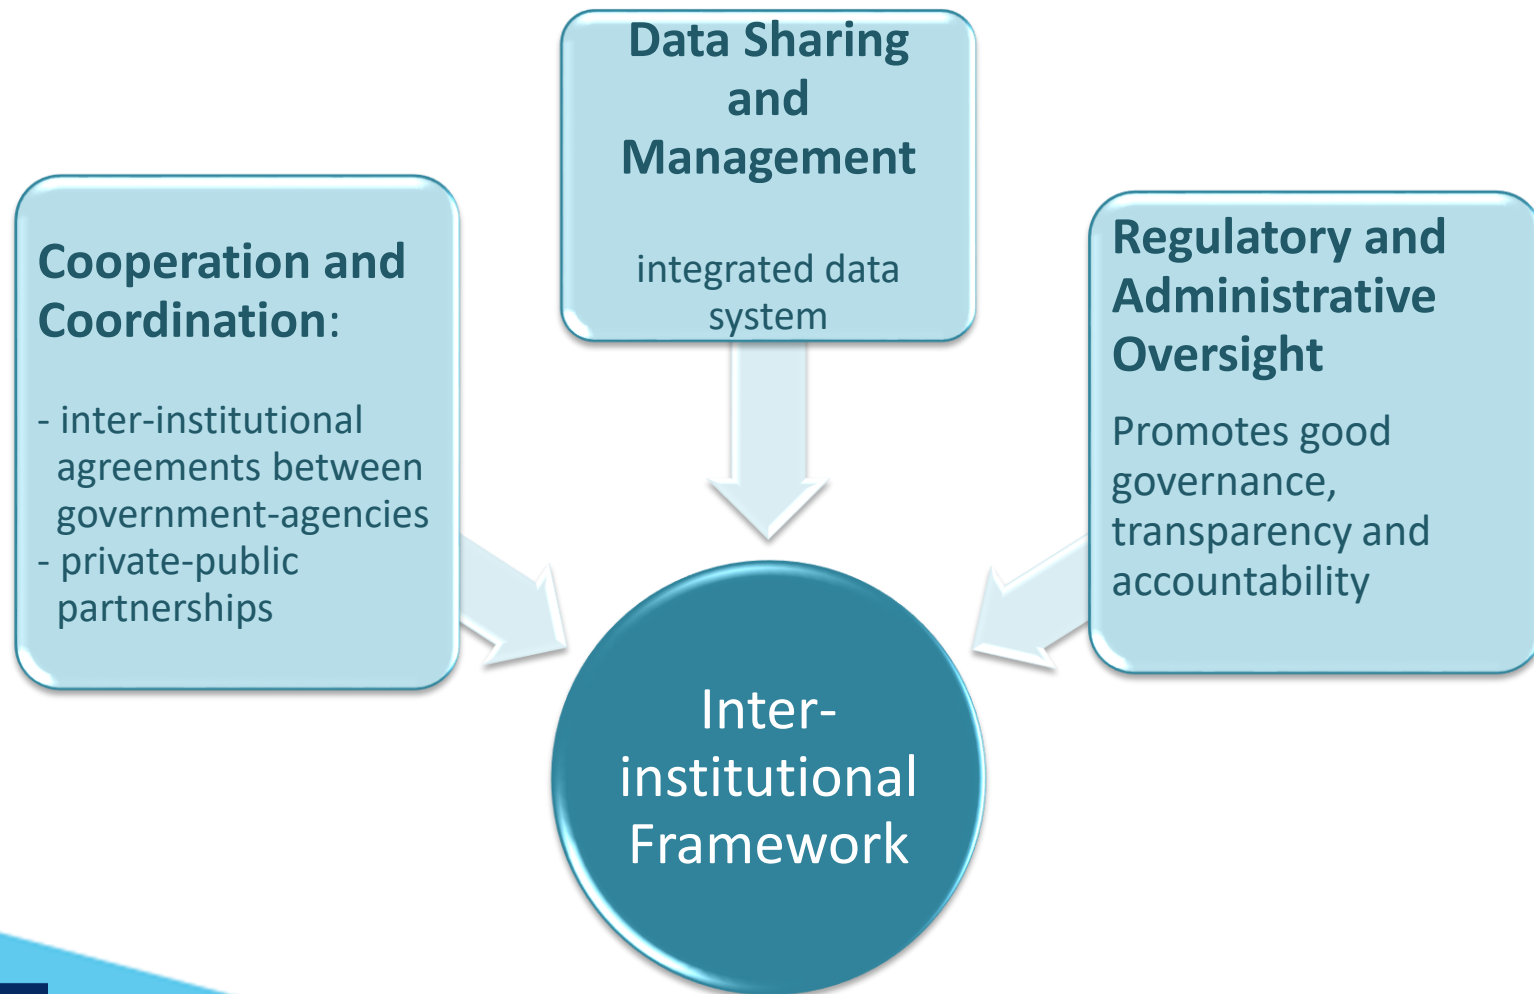 Data Sharing
and
Management
integrated data
system
Cooperation and
Coordination:
- inter-institutional
agreements between
government-agencies
- private-public
partnerships
Regulatory and
Administrative
Oversight
Promotes good
governance,
transparency and
accountability
Inter-
institutional
Framework